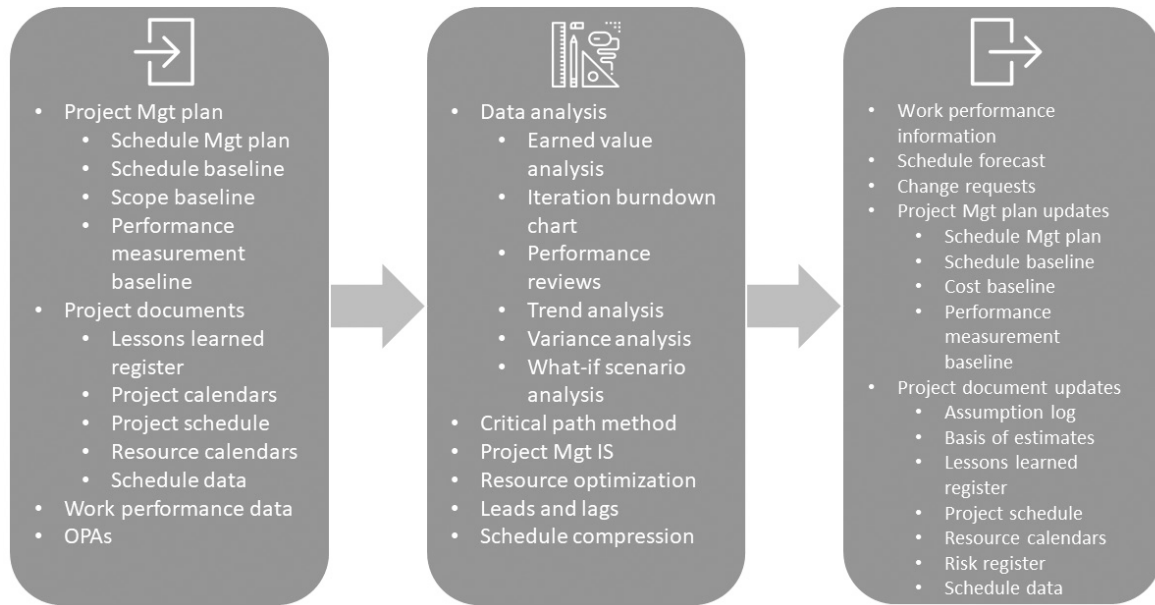 • Project Mgt plan
• Schedule Mgt plan
• Schedule baseline
• Scope baseline
• Performance
measurement
baseline
• Project documents
• Lessons learned
register
• Project calendars
• Project schedule
• Resource calendars
• Schedule data
• Work performance data
• OPAs
• Data analysis
• Earned value
analysis
• Iteration burndown
chart
• Performance
reviews
• Trend analysis
• Variance analysis
• What-if scenario
analysis
• Critical path method
• Project Mgt IS
• Resource optimization
• Leads and lags
• Schedule compression
• Work performance
information
• Schedule forecast
• Change requests
• Project Mgt plan updates
• Schedule Mgt plan
• Schedule baseline
• Cost baseline
• Performance
measurement
baseline
• Project document updates
• Assumption log
• Basis of estimates
• Lessons learned
register
• Project schedule
• Resource calendars
• Risk register
• Schedule data